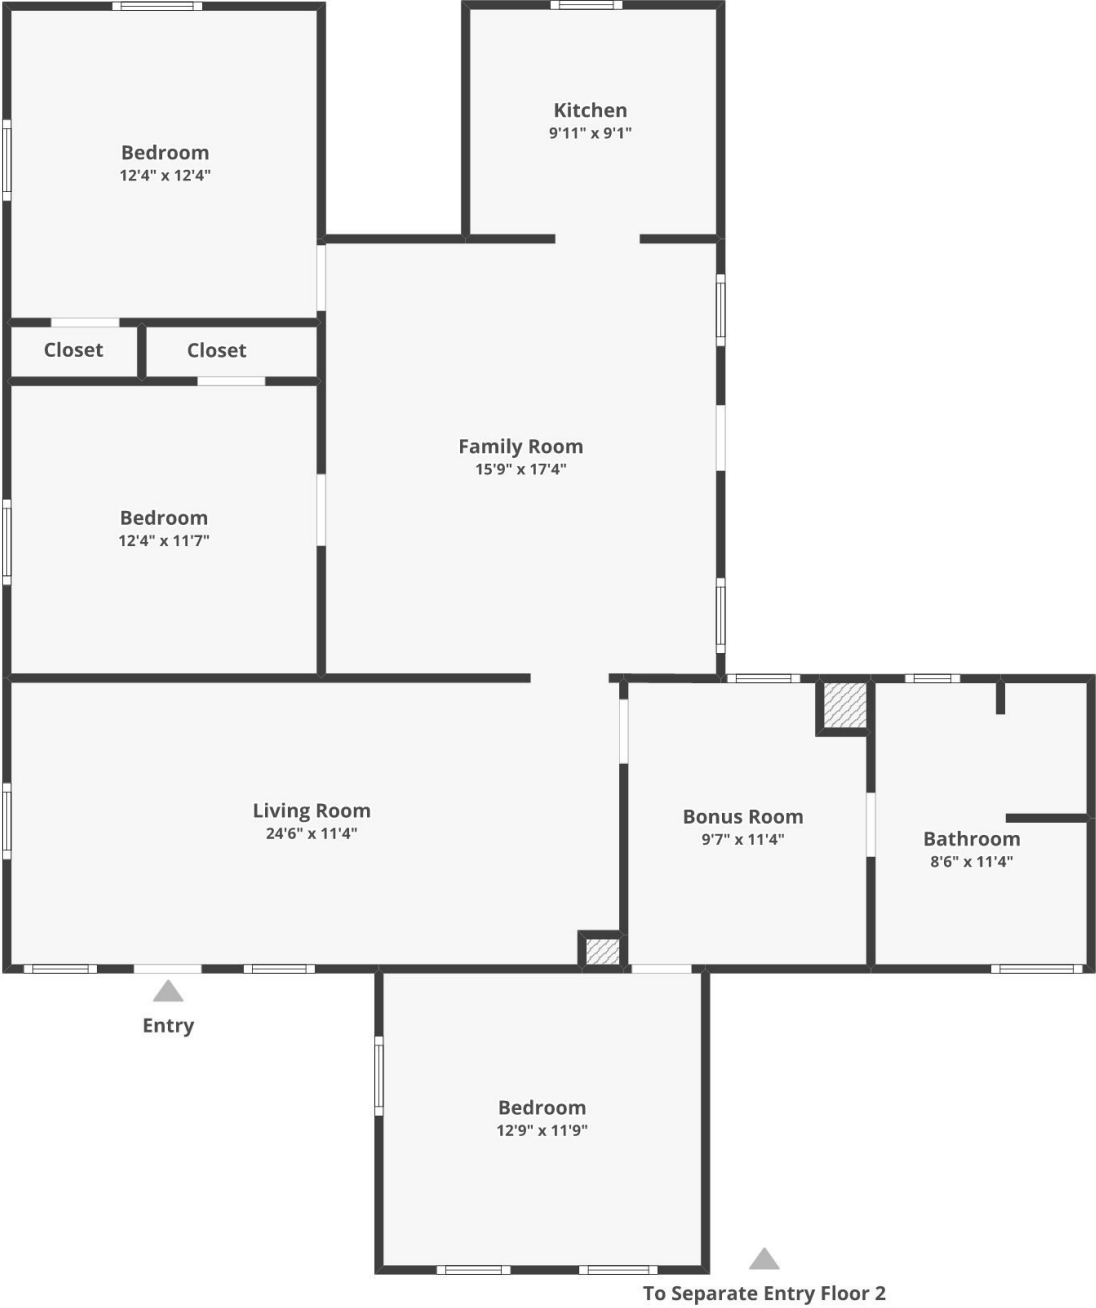 Kitchen
9'11" x 9'1"
Bedroom
12'4" x 12'4"
Closet
Closet
Family Room
15'9" x 17'4"
Bedroom
12'4" x 11'7"
Living Room
24'6" x 11'4"
Bonus Room
9'7" x 11'4"
Bathroom
8'6" x 11'4"
Entry
Bedroom
12'9" x 11'9"
To Separate Entry Floor 2